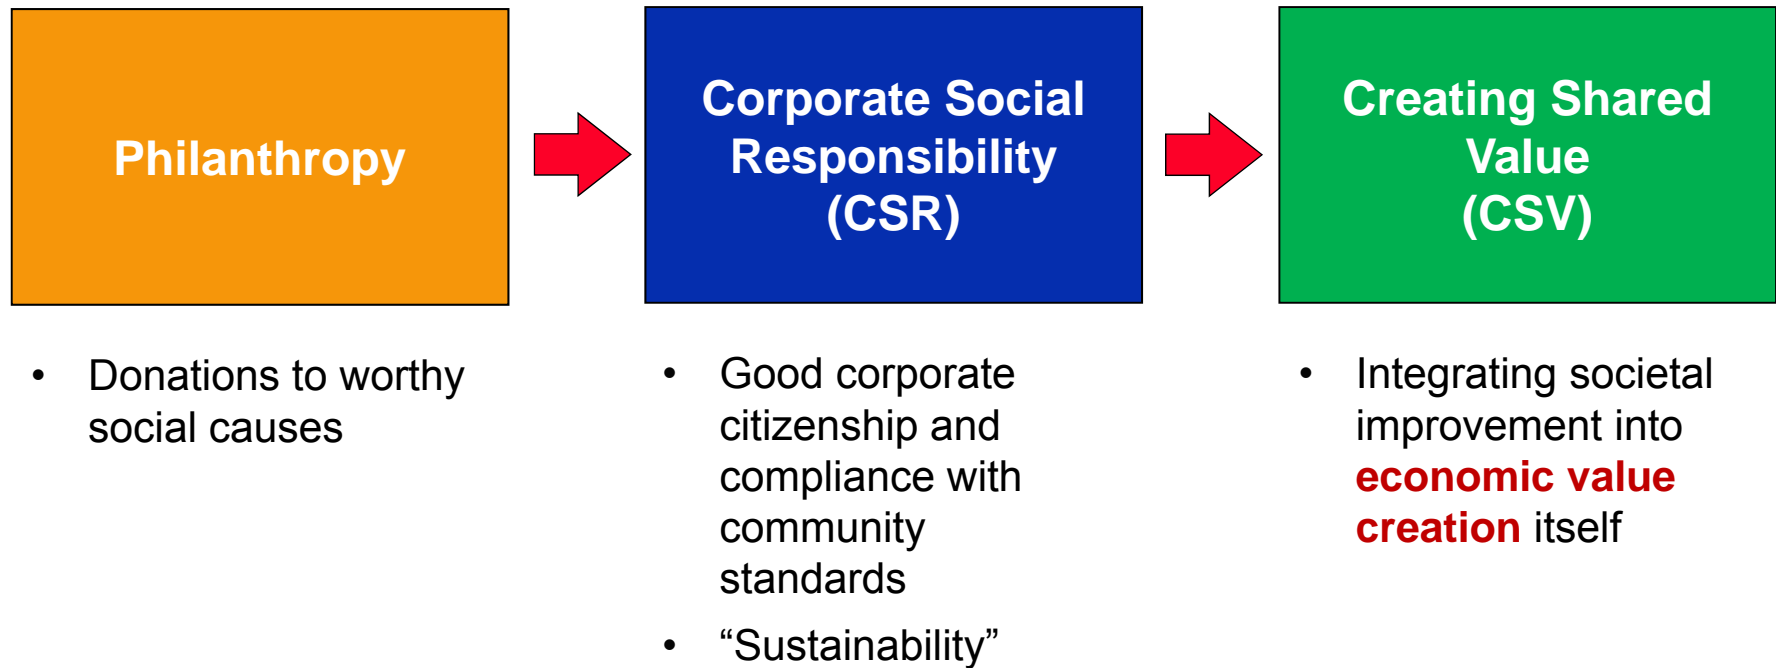 Philanthropy
Corporate Social
Responsibility
(CSR)
Creating Shared
Value
(CSV)
• Donations to worthy
social causes
• Good corporate
citizenship and
compliance with
community
standards
• “Sustainability”
• Integrating societal
improvement into
economic value
creation itself